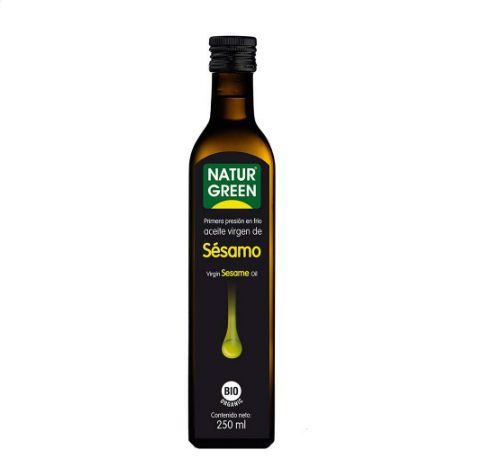 NATUR
GREEN
Primera presión en frío
aceite virgen de
Sésamo
Virgin Sesame Oil
BIO
ORGANIC
Contenido neto:
250 ml